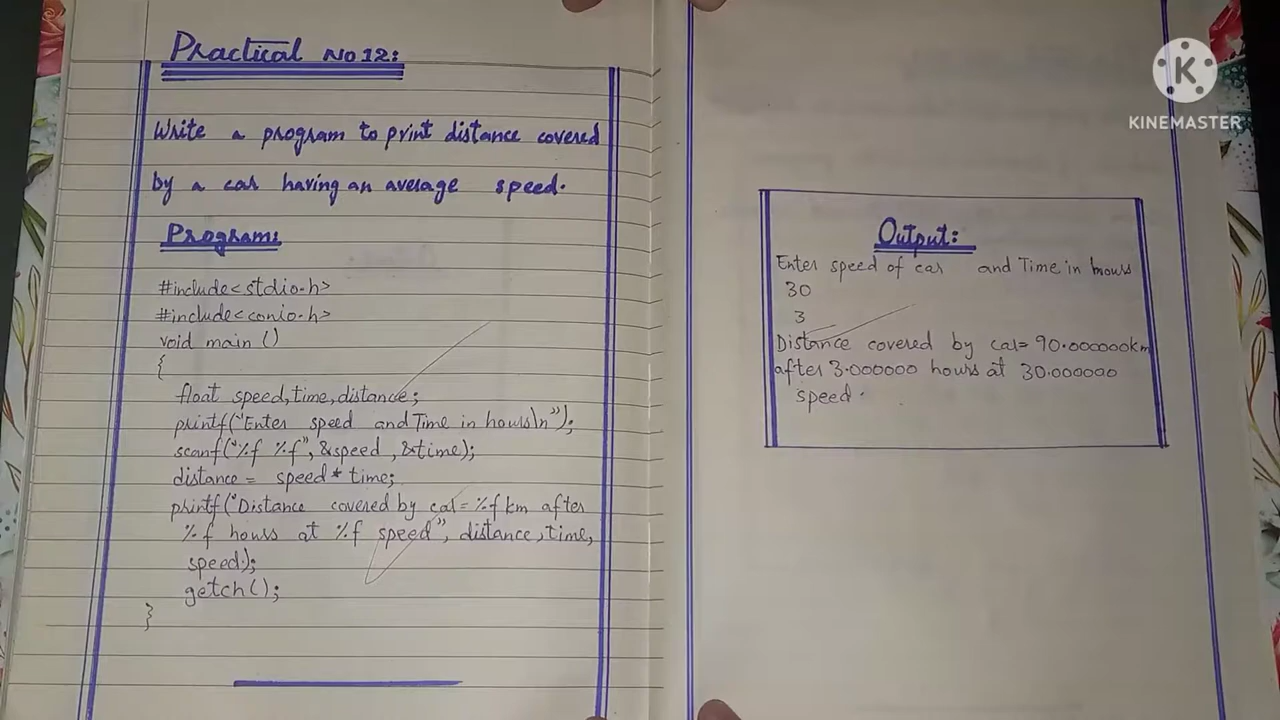 Practical No 12:
Write a program to print distance covered
by a car having an average speed.
Program:
#include<stdio.h>
#include<conio.h>
void main ()
{
float speed,time,distance;
printf("Enter speed and Time in hours\n");
scanf("%f %f", &speed , &time);
distance = speed * time;
printf("Distance covered by car=%f km after
%f hours at %f speed", distance,time,
speed);
getch();
}
K
KINEMASTER
Output:
Enter speed of car and Time in hours
30
3
Distance covered by car=90.000000km
after 3.000000 hours at 30.000000
speed.